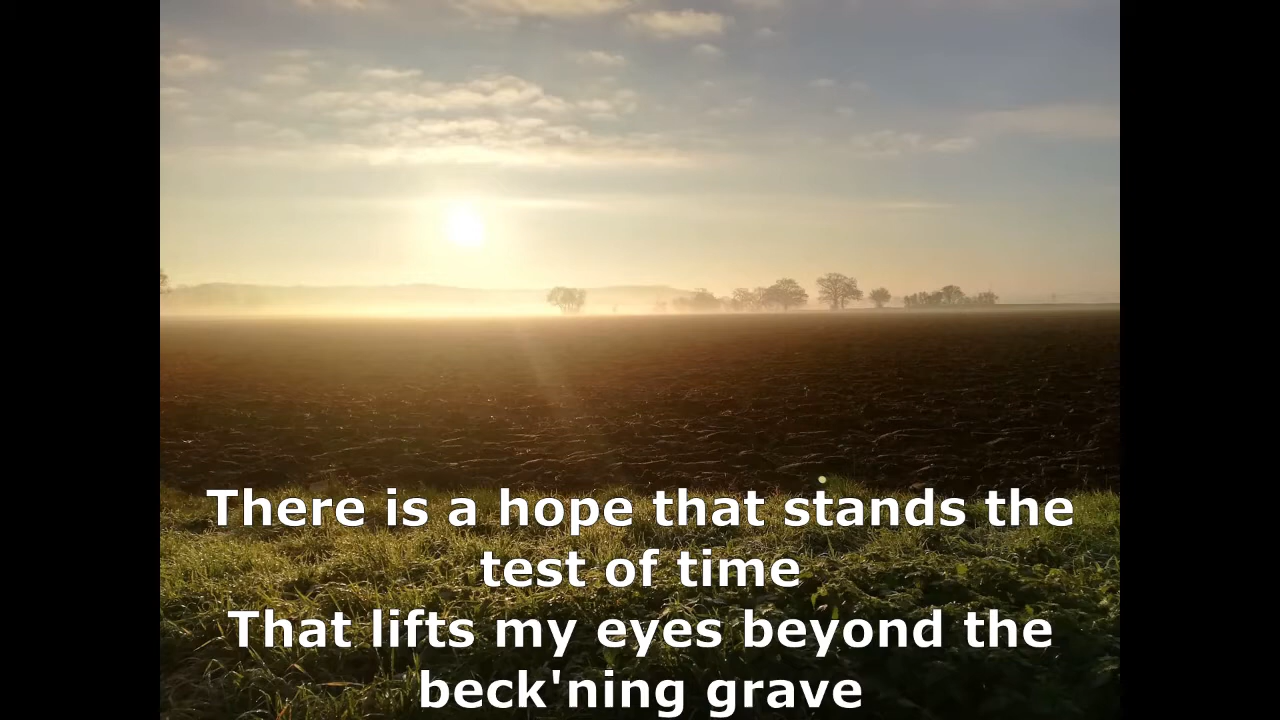 There is a hope that stands the
test of time
That lifts my eyes beyond the
beck'ning grave